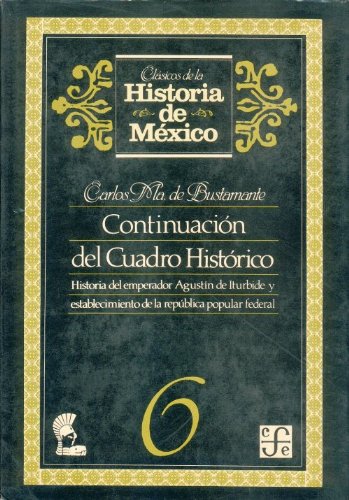 Clásicos de la
Historia
de
México
Carlos Ma. de Bustamante
Continuación
del Cuadro Histórico
Historia del emperador Agustín de Iturbide y
establecimiento de la república popular federal
6
cfe